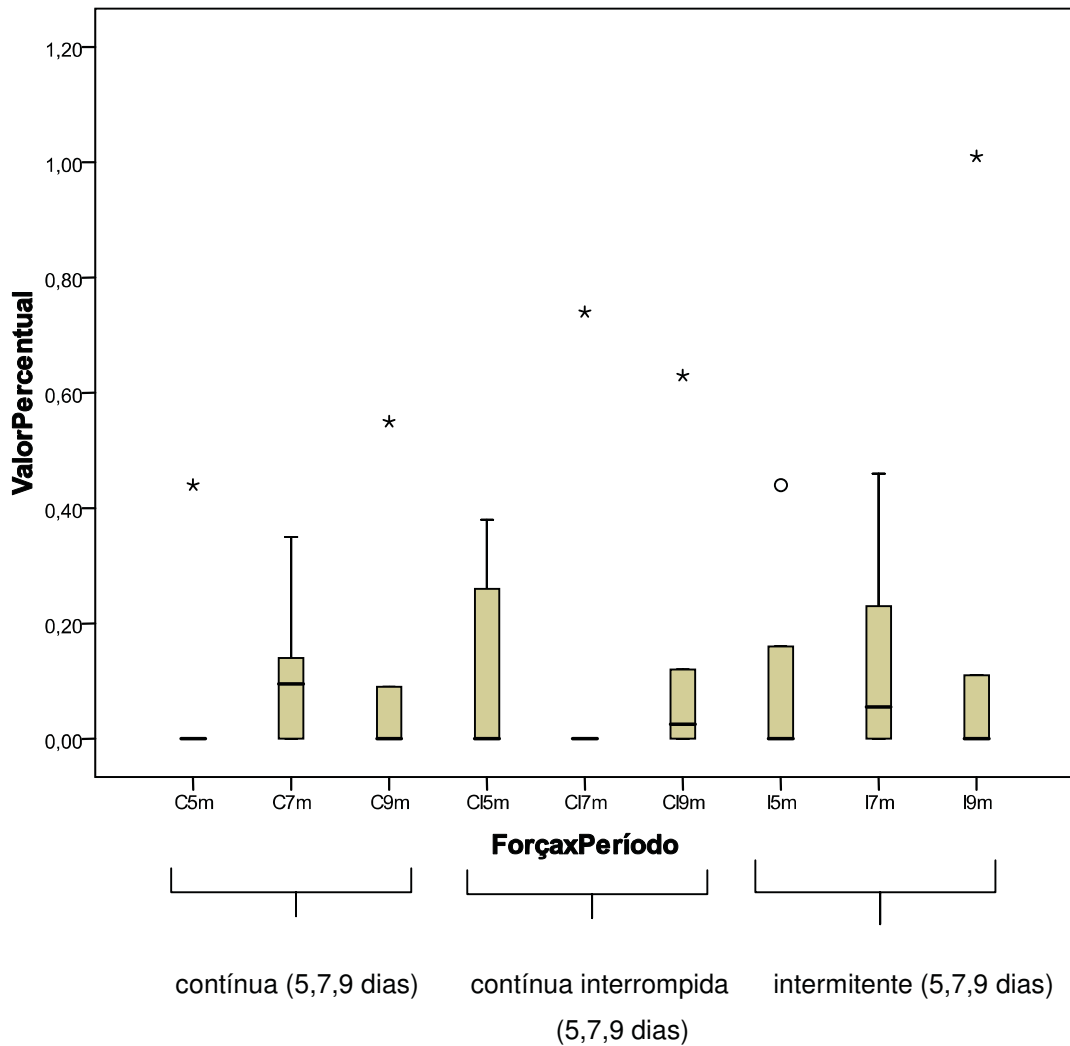 1,20
1,00
0,80
0,60
0,40
0,20
0,00
ValorPercentual
C5m C7m C9m CI5m CI7m CI9m I5m I7m I9m
ForçaxPeríodo
contínua (5,7,9 dias) contínua interrompida intermitente (5,7,9 dias)
(5,7,9 dias)